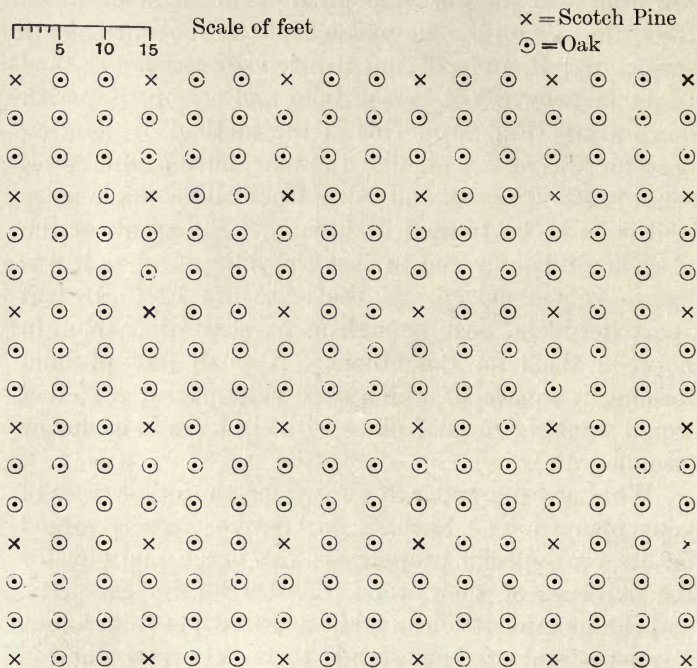 Scale of feet
× = Scotch Pine
⊙ = Oak
5 10 15